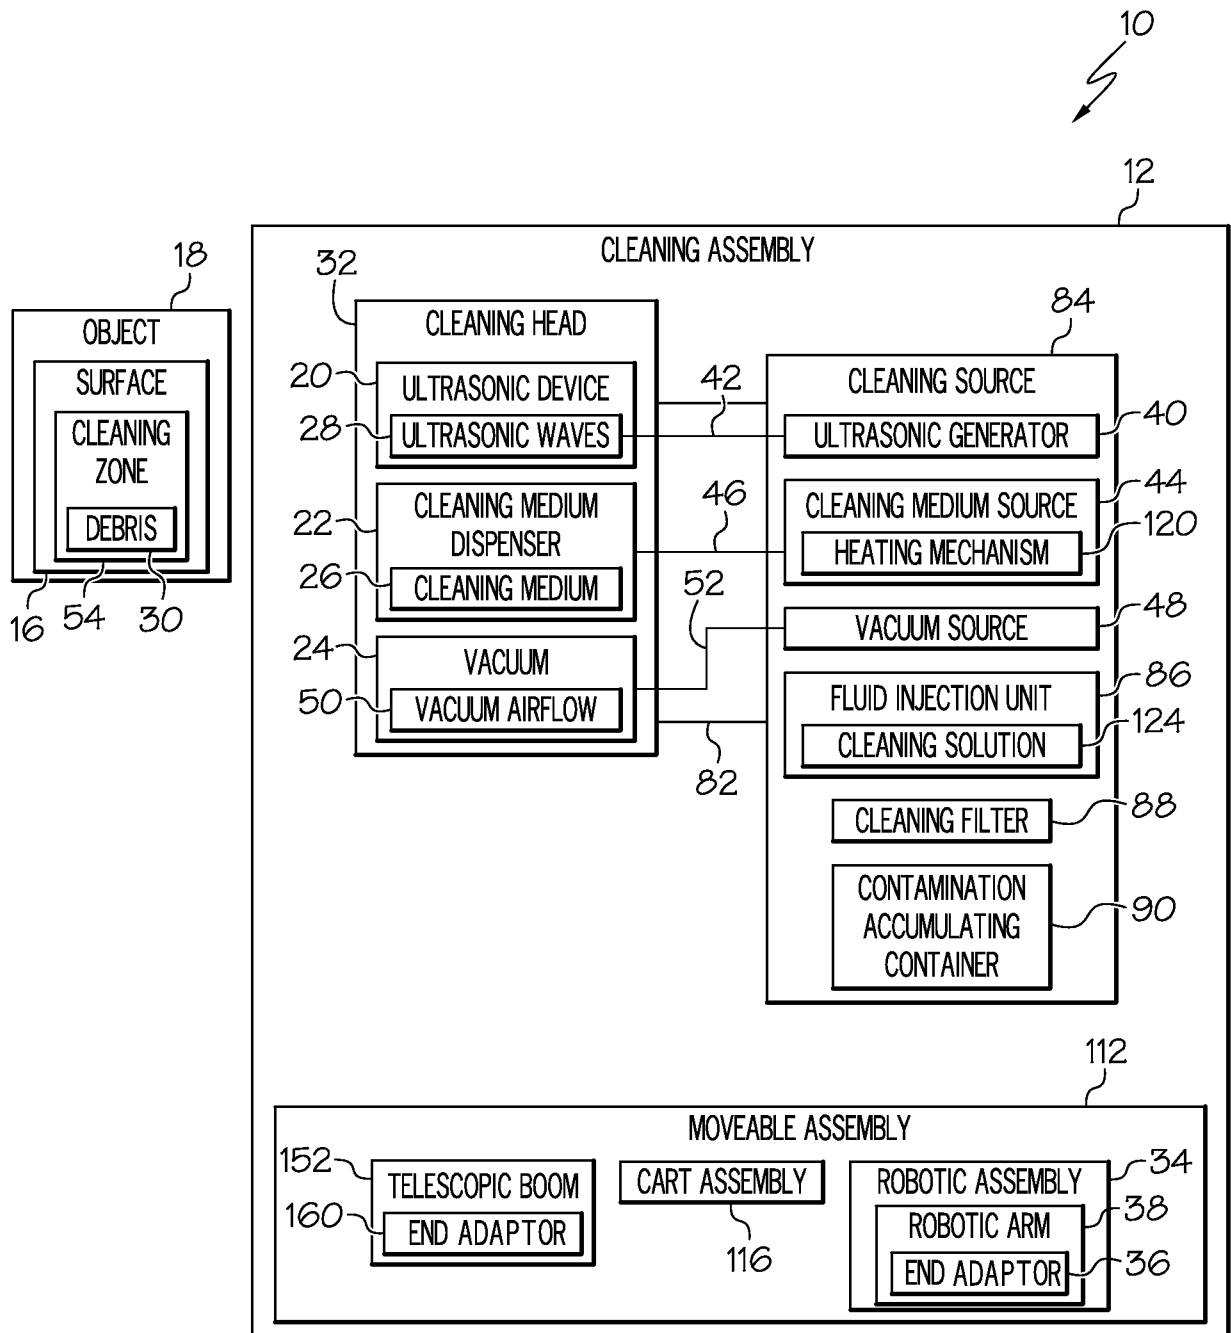 10
12
CLEANING ASSEMBLY
18
OBJECT
SURFACE
CLEANING
ZONE
DEBRIS
16
54
30
32
CLEANING HEAD
20
ULTRASONIC DEVICE
28
ULTRASONIC WAVES
22
CLEANING MEDIUM
DISPENSER
26
CLEANING MEDIUM
24
VACUUM
50
VACUUM AIRFLOW
42
46
52
82
84
CLEANING SOURCE
ULTRASONIC GENERATOR
40
CLEANING MEDIUM SOURCE
44
HEATING MECHANISM
120
VACUUM SOURCE
48
FLUID INJECTION UNIT
86
CLEANING SOLUTION
124
CLEANING FILTER
88
CONTAMINATION
ACCUMULATING
CONTAINER
90
112
MOVEABLE ASSEMBLY
152
TELESCOPIC BOOM
160
END ADAPTOR
CART ASSEMBLY
116
ROBOTIC ASSEMBLY
34
ROBOTIC ARM
38
END ADAPTOR
36